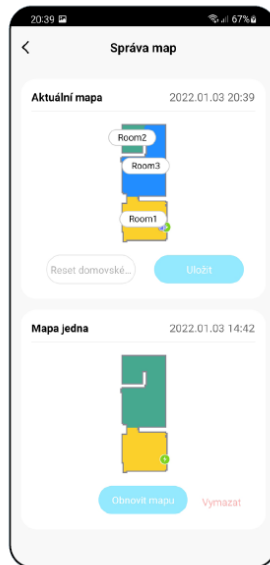 20:39 67%
Správa map
Aktuální mapa 2022.01.03 20:39
Room2
Room3
Room1
Reset domovské...
Uložit
Mapa jedna 2022.01.03 14:42
Obnovit mapu
Vymazat